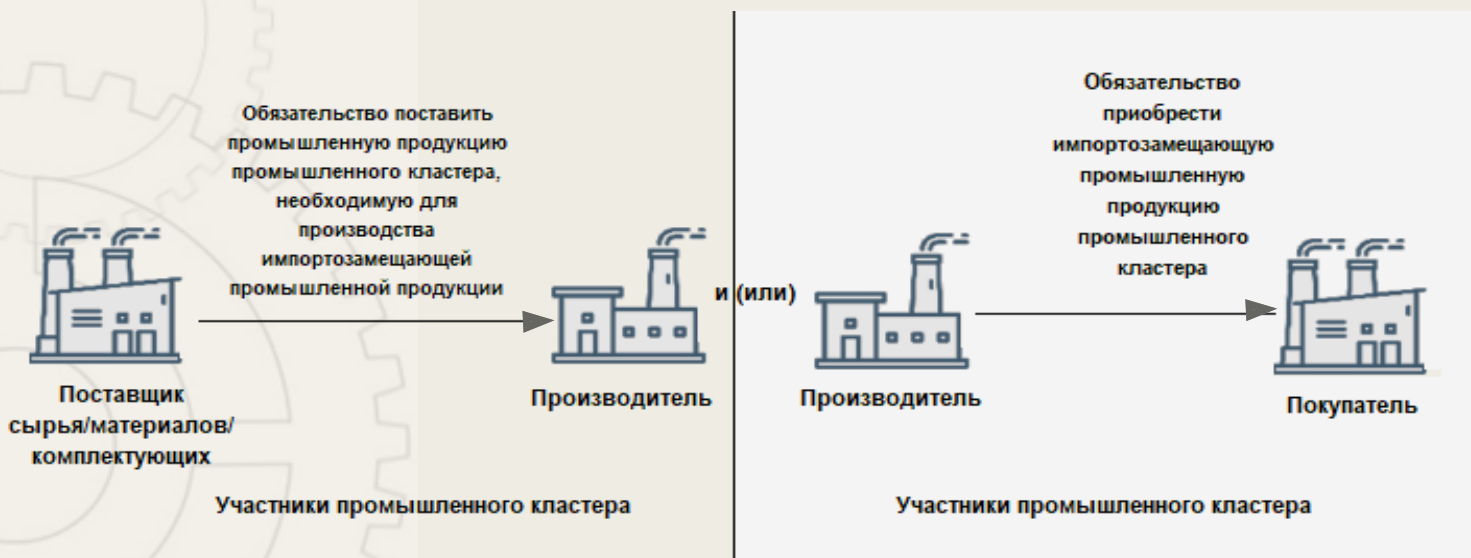 Обязательство поставить
промышленную продукцию
промышленного кластера,
необходимую для
производства
импортозамещающей
промышленной продукции
Поставщик
сырья/материалов/
комплектующих
Производитель
Участники промышленного кластера
и (или)
Обязательство
приобрести
импортозамещающую
промышленную
продукцию
промышленного
кластера
Производитель
Покупатель
Участники промышленного кластера